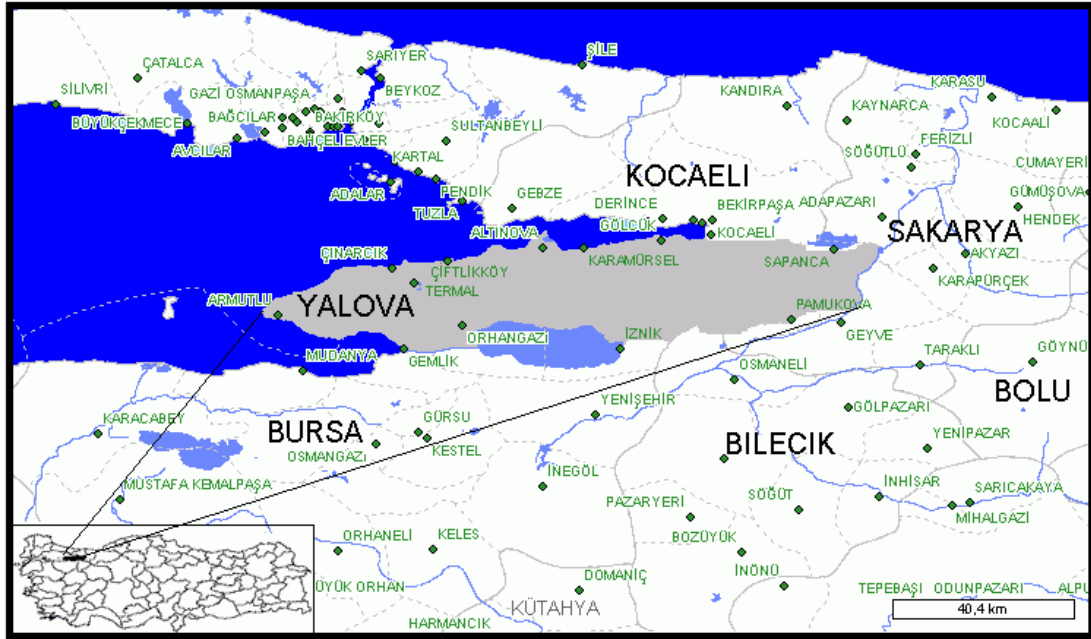 SARIYER
ŞİLE
ÇATALCA
BEYKOZ
SİLİVRİ
GAZİ OSMANPAŞA
KANDIRA
KARASU
KAYNARCA
BÜYÜKÇEKMECE
BAĞCILAR
BAKIRKÖY
SULTANBEYLİ
KOCAALİ
AVCILAR
BAHÇELİEVLER
FERİZLİ
SÖĞÜTLÜ
KARTAL
CUMAYERİ
KOCAELI
ADALAR
PENDİK
GEBZE
DERİNCE
BEKİRPAŞA
ADAPAZARI
GÜMÜŞOVA
TUZLA
HENDEK
ALTINOVA
GÖLCÜK
KOCAELİ
SAKARYA
ÇINARCIK
ÇİFTLİKKÖY
KARAMÜRSEL
SAPANCA
AKYAZI
TERMAL
KARAPÜRÇEK
ARMUTLU
YALOVA
PAMUKOVA
ORHANGAZİ
İZNİK
GEYVE
MUDANYA
GEMLİK
TARAKLI
GÖYNÜ
OSMANELİ
BOLU
KARACABEY
GÜRSU
YENİŞEHİR
GÖLPAZARI
BURSA
OSMANGAZİ
KESTEL
BILECIK
YENİPAZAR
MUSTAFA KEMALPAŞA
İNEGÖL
PAZARYERİ
SÖĞÜT
İNHİSAR
SARICAKAYA
MİHALGAZİ
ORHANELİ
KELES
BOZÜYÜK
ÜYÜK ORHAN
DOMANİÇ
İNÖNÜ
TEPEBAŞI ODUNPAZARI ALPU
KÜTAHYA
HARMANCIK
40,4 km